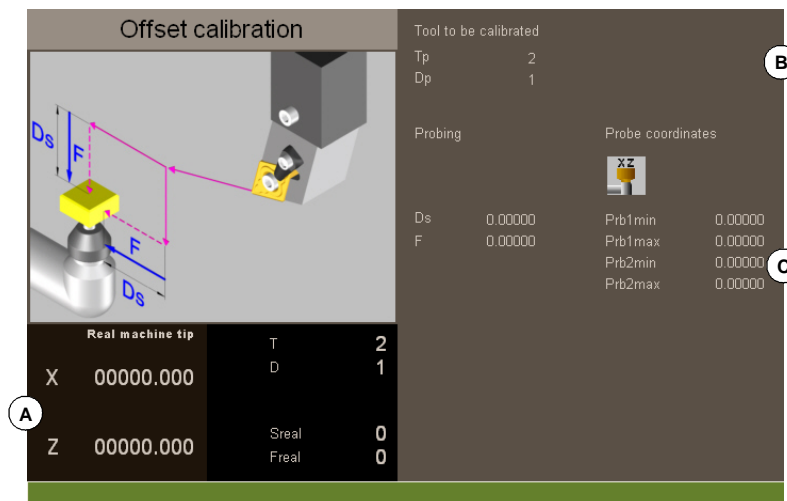 Offset calibration
Ds
F
F
Ds
Real machine tip
X 00000.000
Z 00000.000
A
T 2
D 1
Sreal 0
Freal 0
Tool to be calibrated
Tp 2
Dp 1
B
Probing
Ds 0.00000
F 0.00000
Probe coordinates
XZ
Prb1min 0.00000
Prb1max 0.00000
Prb2min 0.00000
Prb2max 0.00000
C